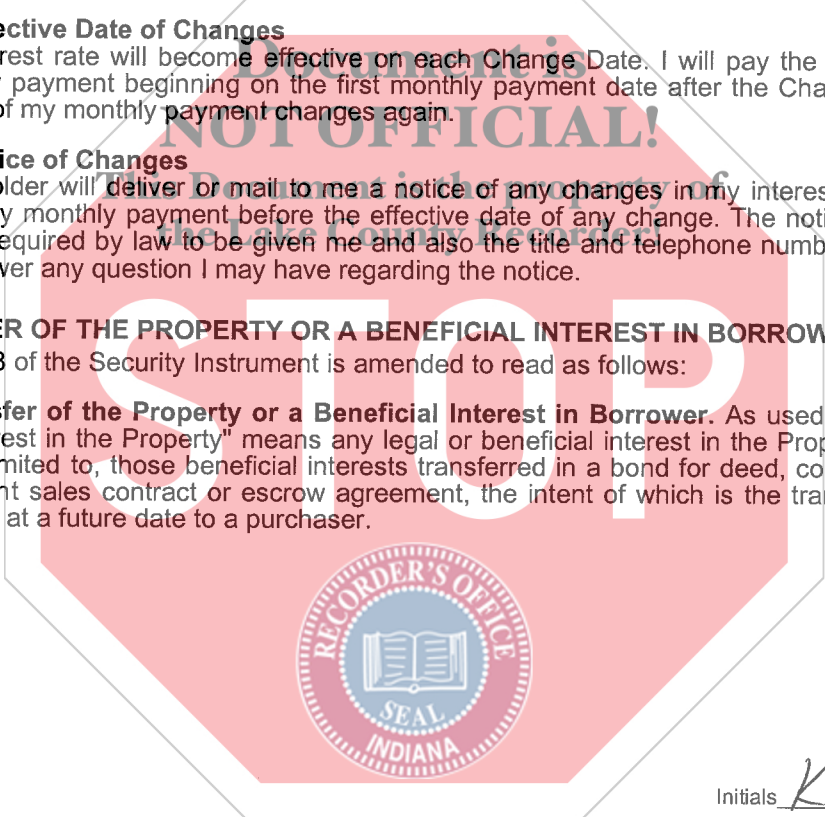 ective Date of Changes
rest rate will become effective on each Change Date. I will pay the
payment beginning on the first monthly payment date after the Cha
of my monthly payment changes again.
ice of Changes
older will deliver or mail to me a notice of any changes in my interes
y monthly payment before the effective date of any change. The noti
equired by law to be given me and also the title and telephone numb
ver any question I may have regarding the notice.
ER OF THE PROPERTY OR A BENEFICIAL INTEREST IN BORROW
8 of the Security Instrument is amended to read as follows:
sfer of the Property or a Beneficial Interest in Borrower. As used
est in the Property" means any legal or beneficial interest in the Prop
mited to, those beneficial interests transferred in a bond for deed, co
nt sales contract or escrow agreement, the intent of which is the tra
at a future date to a purchaser.
Document is
NOT OFFICIAL!
This Document is the property of
the Lake County Recorder!
STOP
RECORDER'S OFFICE
SEAL
INDIANA
Initials K